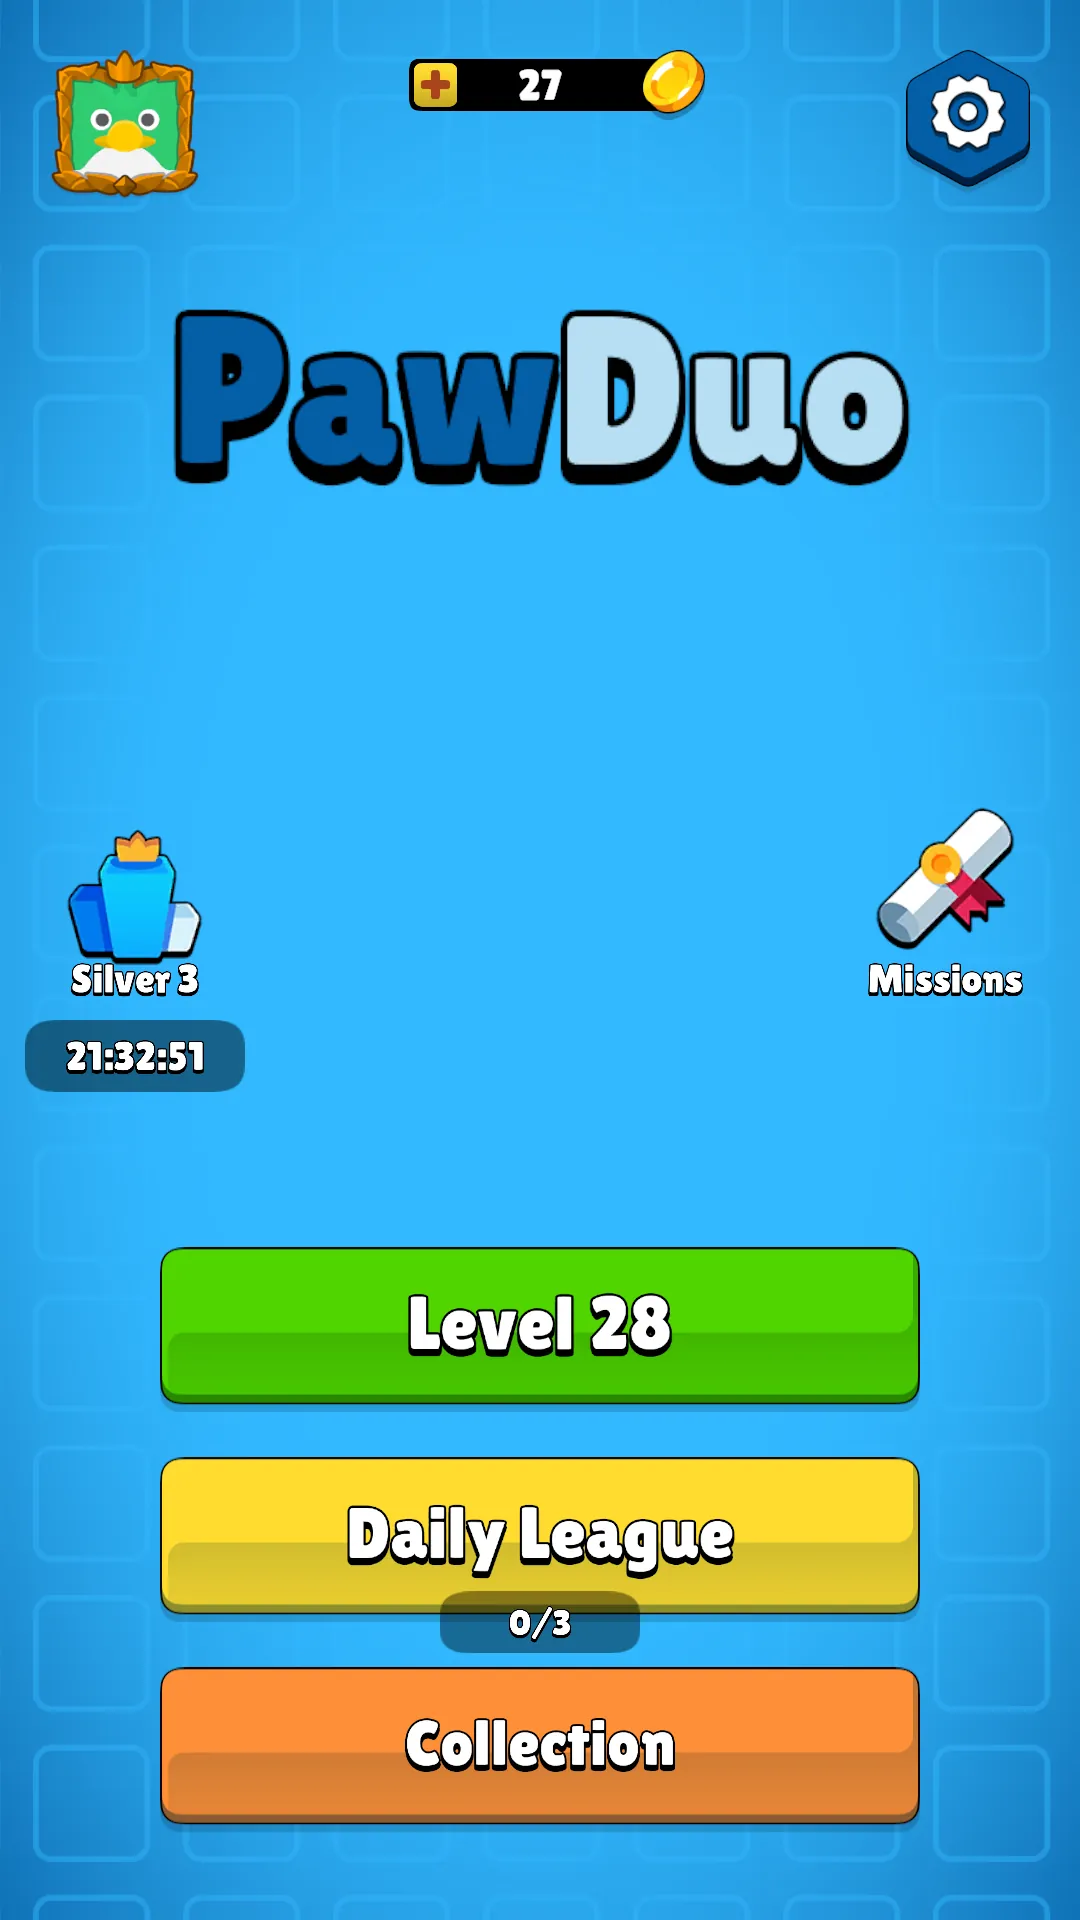 27
PawDuo
Silver 3
Missions
21:32:51
Level 28
Daily League
0/3
Collection